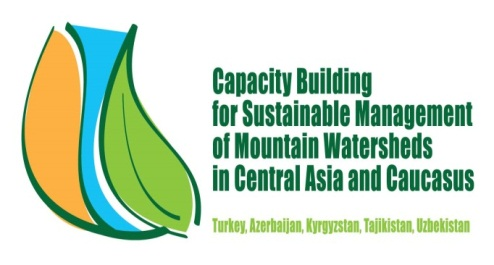 Capacity Building
for Sustainable Management
of Mountain Watersheds
in Central Asia and Caucasus
Turkey, Azerbaijan, Kyrgyzstan, Tajikistan, Uzbekistan